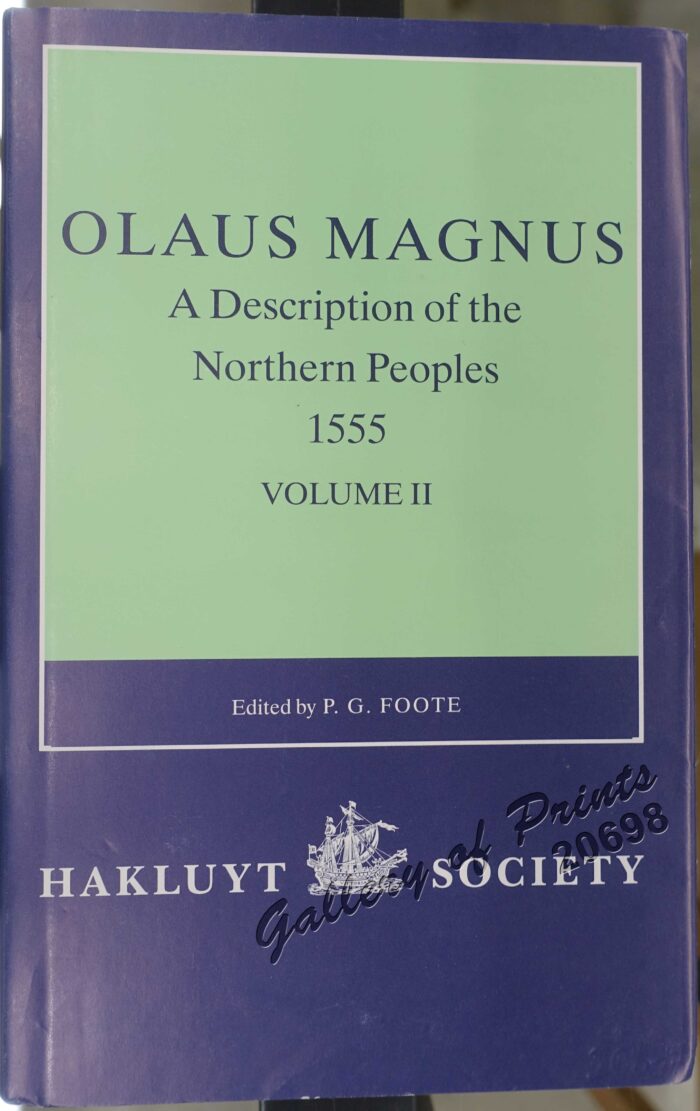 OLAUS MAGNUS
A Description of the
Northern Peoples
1555
VOLUME II
Edited by P. G. FOOTE
HAKLUYT SOCIETY
Gallery of Prints
20698